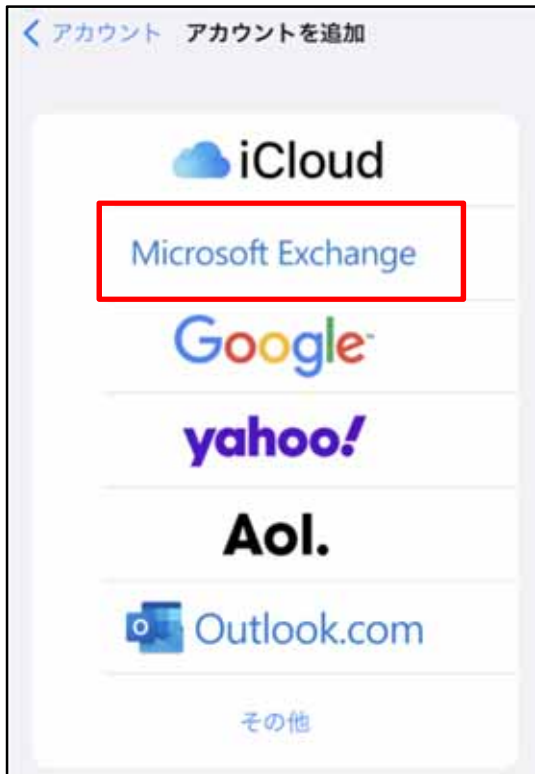 アカウント アカウントを追加
iCloud
Microsoft Exchange
Google
yahoo!
Aol.
Outlook.com
その他